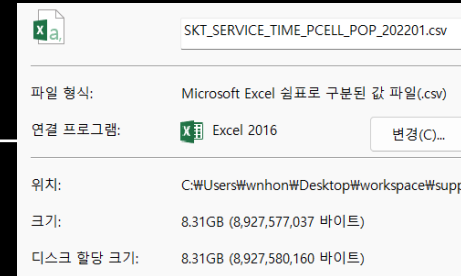 SKT_SERVICE_TIME_PCELL_POP_202201.csv
파일 형식: Microsoft Excel 쉼표로 구분된 값 파일(.csv)
연결 프로그램: Excel 2016 변경(C)...
위치: C:₩Users₩wnhon₩Desktop₩workspace₩supp
크기: 8.31GB (8,927,577,037 바이트)
디스크 할당 크기: 8.31GB (8,927,580,160 바이트)